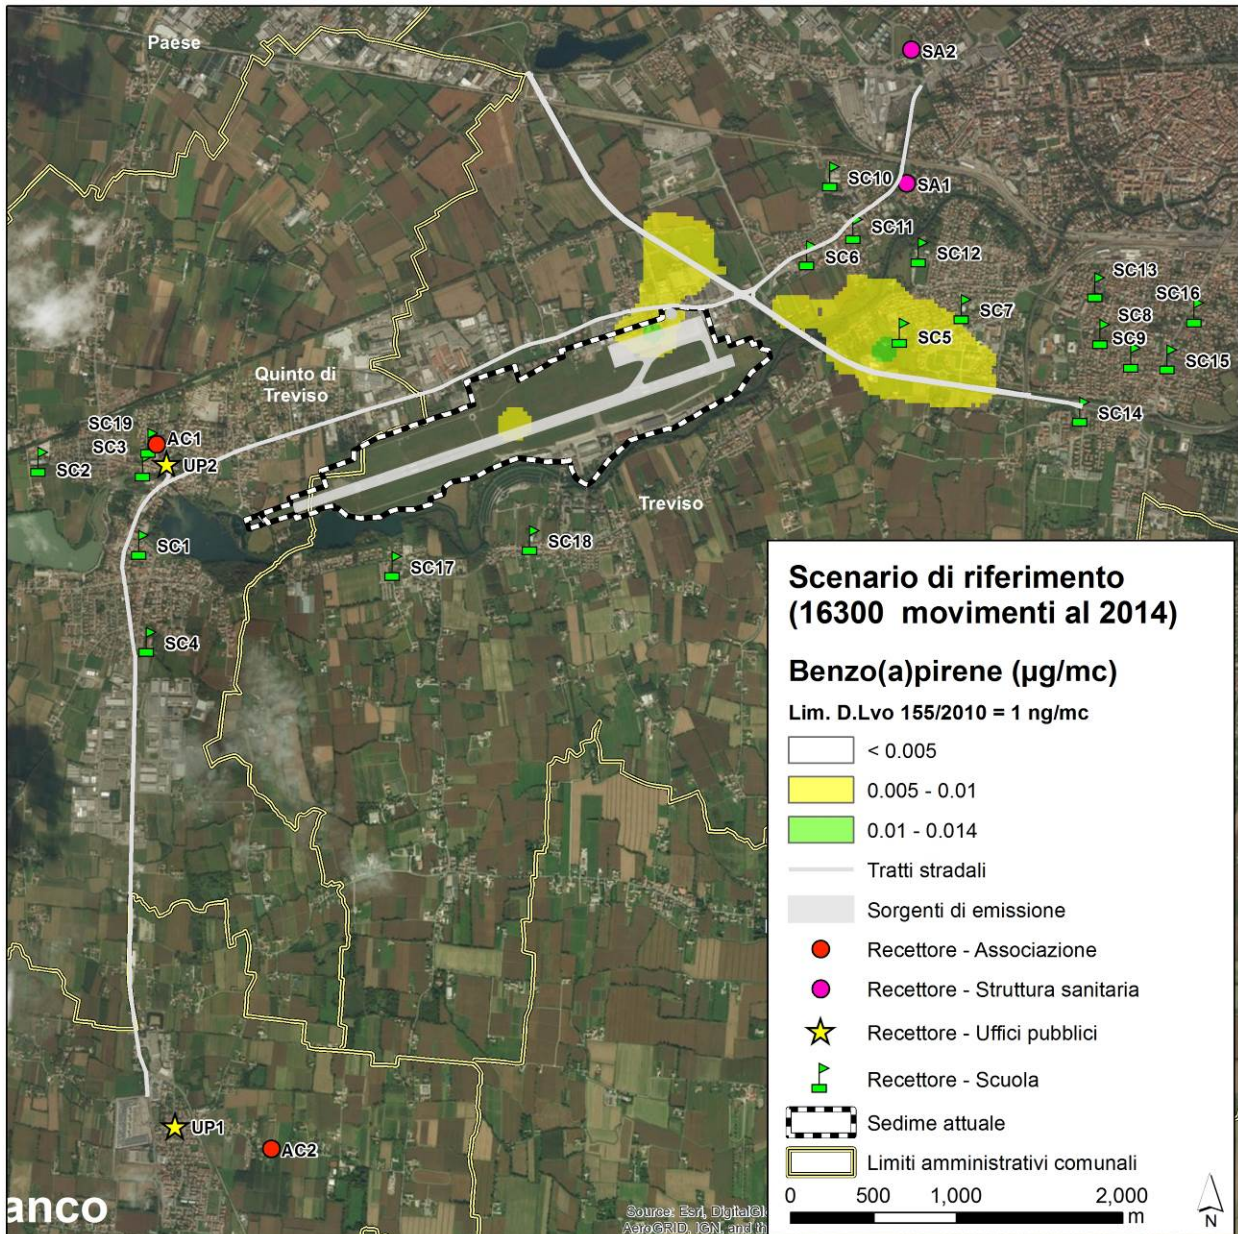 Paese
SA2
SC10
SA1
SC11
SC6
SC12
SC13
SC16
SC7
SC8
SC5
SC9
SC15
Quinto di
Treviso
SC14
SC19
AC1
SC3
UP2
SC2
Treviso
SC1
SC18
SC17
SC4
Scenario di riferimento
(16300 movimenti al 2014)
Benzo(a)pirene (µg/mc)
Lim. D.Lvo 155/2010 = 1 ng/mc
< 0.005
0.005 - 0.01
0.01 - 0.014
Tratti stradali
Sorgenti di emissione
Recettore - Associazione
Recettore - Struttura sanitaria
Recettore - Uffici pubblici
Recettore - Scuola
Sedime attuale
Limiti amministrativi comunali
0 500 1,000 2,000
m
N
UP1
AC2
anco
Source: Esri, DigitalGl
AeroGRID, IGN, and th